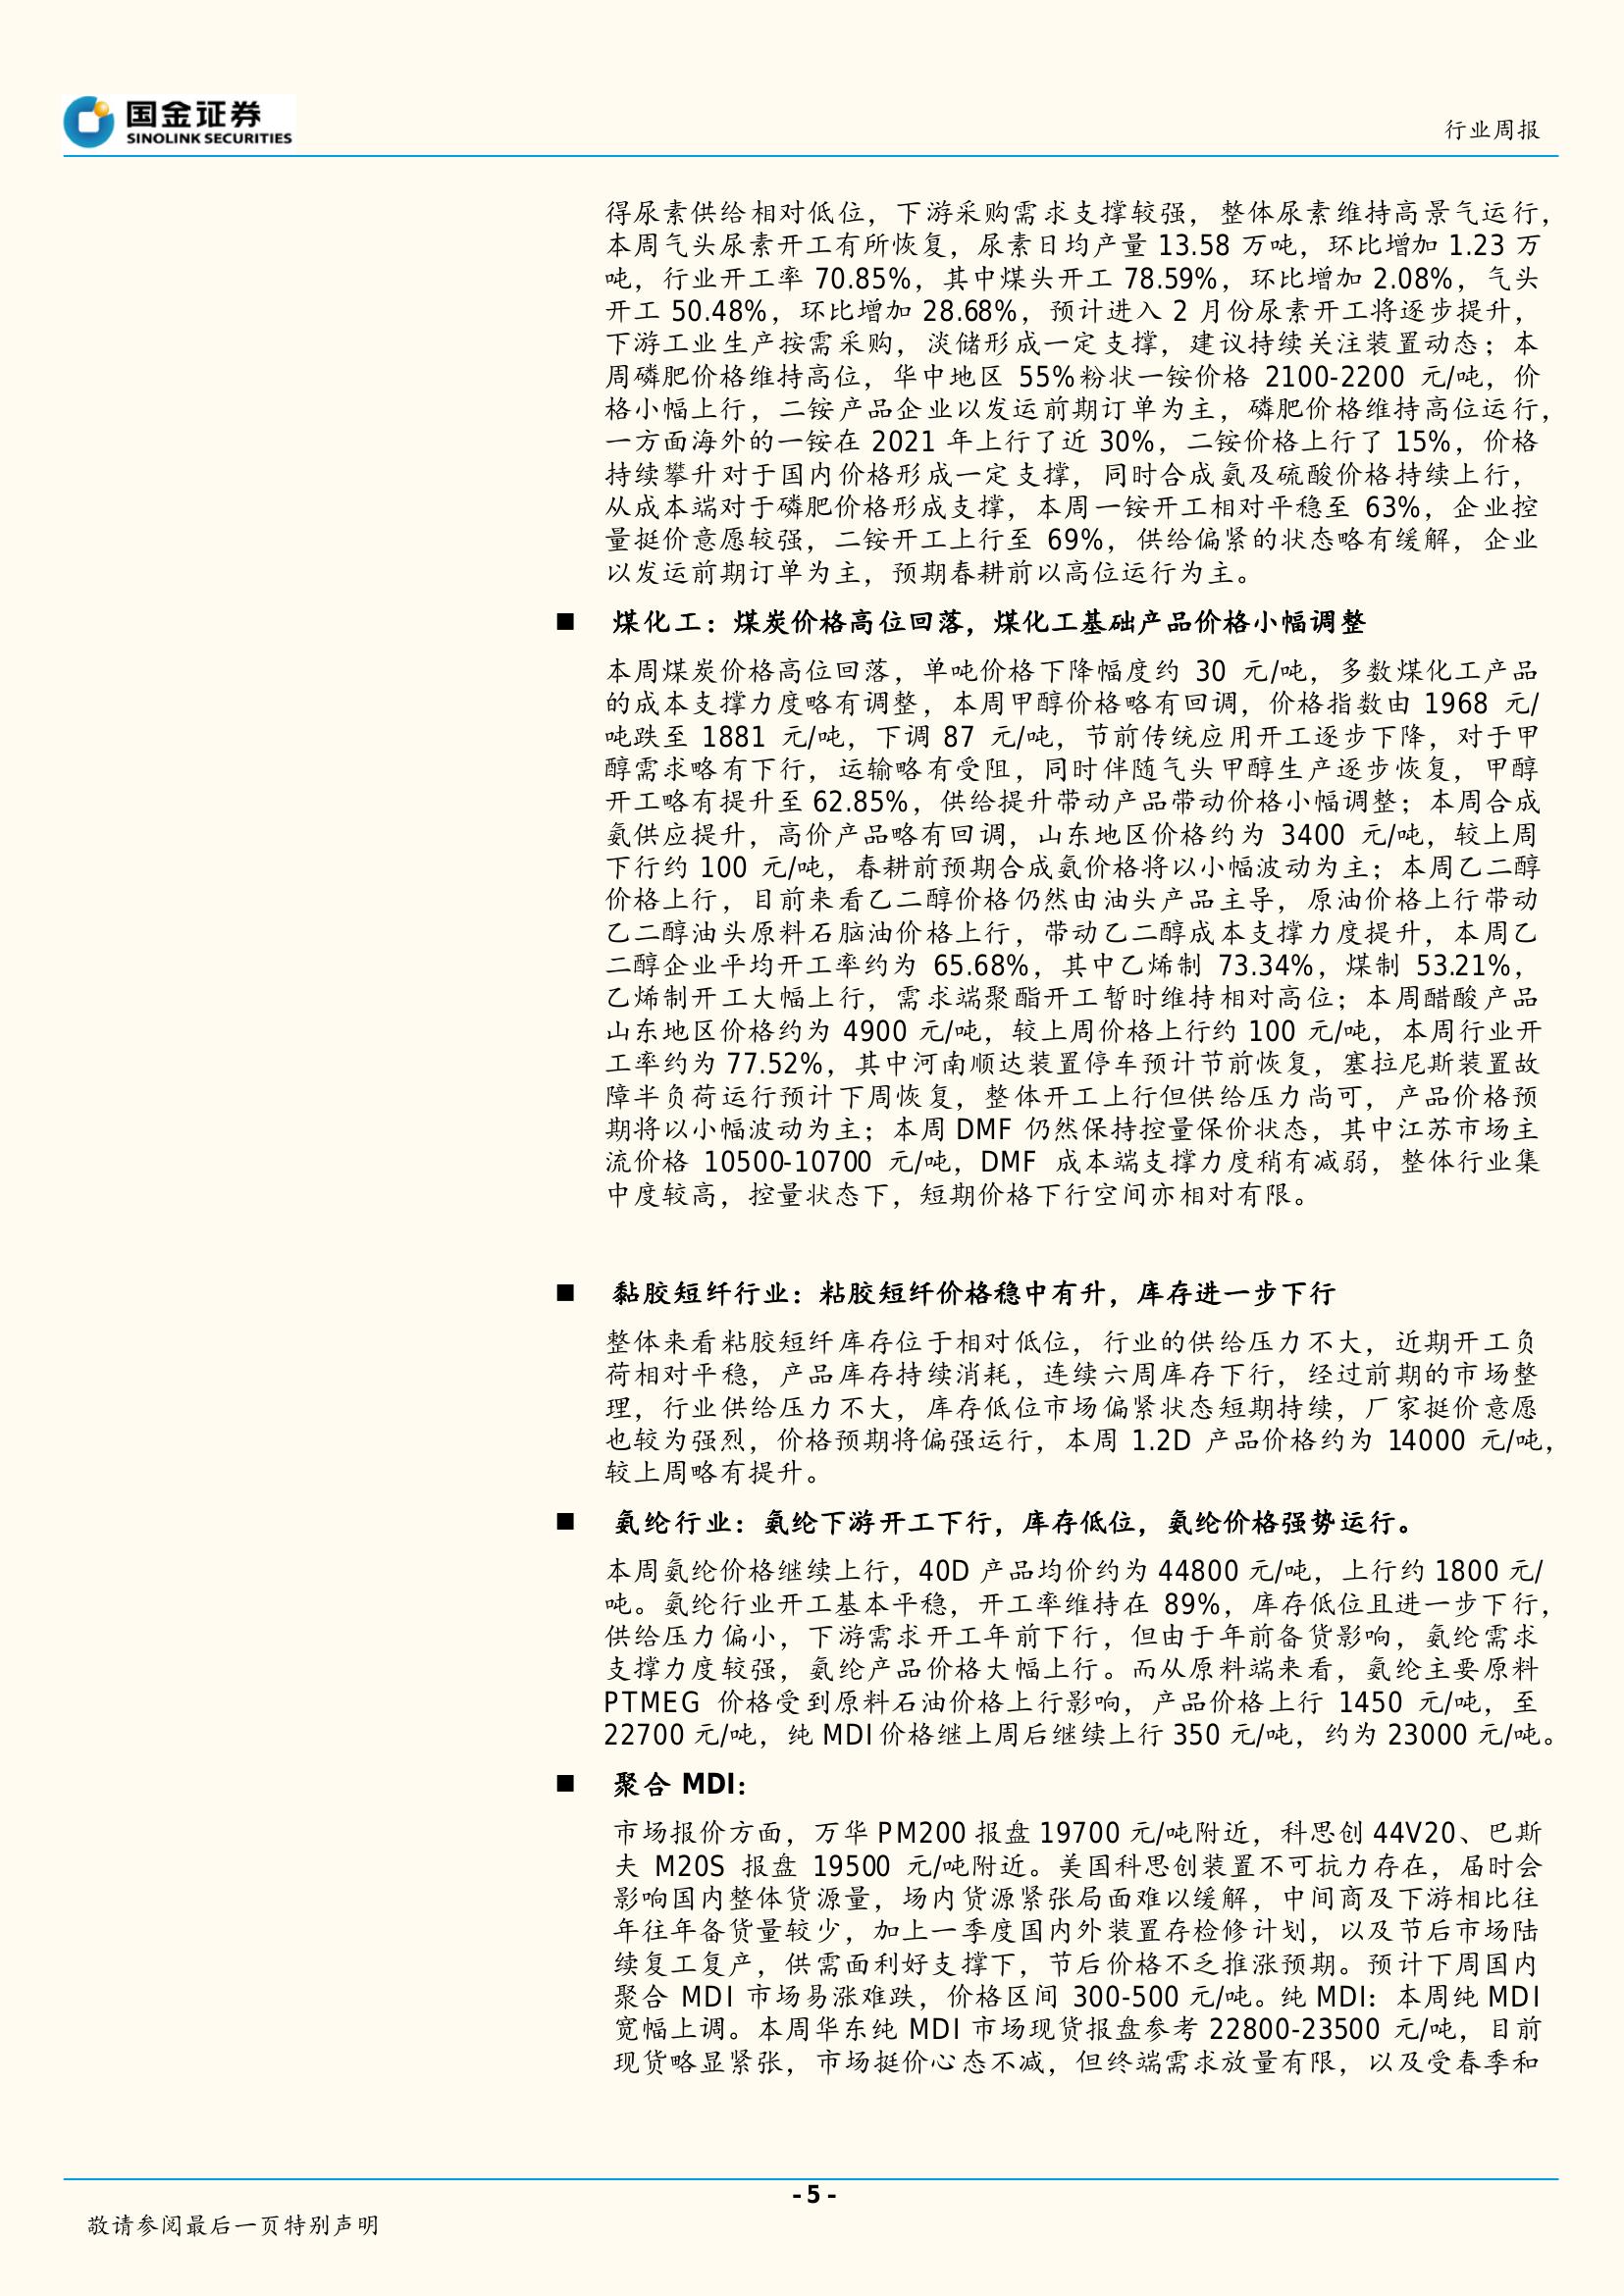 国金证券
SINOLINK SECURITIES
行业周报
得尿素供给相对低位，下游采购需求支撑较强，整体尿素维持高景气运行，
本周气头尿素开工有所恢复，尿素日均产量 13.58 万吨，环比增加 1.23 万
吨，行业开工率 70.85%，其中煤头开工 78.59%，环比增加 2.08%，气头
开工 50.48%，环比增加 28.68%，预计进入 2 月份尿素开工将逐步提升，
下游工业生产按需采购，淡储形成一定支撑，建议持续关注装置动态；本
周磷肥价格维持高位，华中地区 55%粉状一铵价格 2100-2200 元/吨，价
格小幅上行，二铵产品企业以发运前期订单为主，磷肥价格维持高位运行，
一方面海外的一铵在 2021 年上行了近 30%，二铵价格上行了 15%，价格
持续攀升对于国内价格形成一定支撑，同时合成氨及硫酸价格持续上行，
从成本端对于磷肥价格形成支撑，本周一铵开工相对平稳至 63%，企业控
量挺价意愿较强，二铵开工上行至 69%，供给偏紧的状态略有缓解，企业
以发运前期订单为主，预期春耕前以高位运行为主。
■ 煤化工：煤炭价格高位回落，煤化工基础产品价格小幅调整
本周煤炭价格高位回落，单吨价格下降幅度约 30 元/吨，多数煤化工产品
的成本支撑力度略有调整，本周甲醇价格略有回调，价格指数由 1968 元/
吨跌至 1881 元/吨，下调 87 元/吨，节前传统应用开工逐步下降，对于甲
醇需求略有下行，运输略有受阻，同时伴随气头甲醇生产逐步恢复，甲醇
开工略有提升至 62.85%，供给提升带动产品带动价格小幅调整；本周合成
氨供应提升，高价产品略有回调，山东地区价格约为 3400 元/吨，较上周
下行约 100 元/吨，春耕前预期合成氨价格将以小幅波动为主；本周乙二醇
价格上行，目前来看乙二醇价格仍然由油头产品主导，原油价格上行带动
乙二醇油头原料石脑油价格上行，带动乙二醇成本支撑力度提升，本周乙
二醇企业平均开工率约为 65.68%，其中乙烯制 73.34%，煤制 53.21%，
乙烯制开工大幅上行，需求端聚酯开工暂时维持相对高位；本周醋酸产品
山东地区价格约为 4900 元/吨，较上周价格上行约 100 元/吨，本周行业开
工率约为 77.52%，其中河南顺达装置停车预计节前恢复，塞拉尼斯装置故
障半负荷运行预计下周恢复，整体开工上行但供给压力尚可，产品价格预
期将以小幅波动为主；本周 DMF 仍然保持控量保价状态，其中江苏市场主
流价格 10500-10700 元/吨，DMF 成本端支撑力度稍有减弱，整体行业集
中度较高，控量状态下，短期价格下行空间亦相对有限。
■ 黏胶短纤行业：粘胶短纤价格稳中有升，库存进一步下行
整体来看粘胶短纤库存位于相对低位，行业的供给压力不大，近期开工负
荷相对平稳，产品库存持续消耗，连续六周库存下行，经过前期的市场整
理，行业供给压力不大，库存低位市场偏紧状态短期持续，厂家挺价意愿
也较为强烈，价格预期将偏强运行，本周 1.2D 产品价格约为 14000 元/吨，
较上周略有提升。
■ 氨纶行业：氨纶下游开工下行，库存低位，氨纶价格强势运行。
本周氨纶价格继续上行，40D 产品均价约为 44800 元/吨，上行约 1800 元/
吨。氨纶行业开工基本平稳，开工率维持在 89%，库存低位且进一步下行，
供给压力偏小，下游需求开工年前下行，但由于年前备货影响，氨纶需求
支撑力度较强，氨纶产品价格大幅上行。而从原料端来看，氨纶主要原料
PTMEG 价格受到原料石油价格上行影响，产品价格上行 1450 元/吨，至
22700 元/吨，纯 MDI 价格继上周后继续上行 350 元/吨，约为 23000 元/吨。
■ 聚合 MDI：
市场报价方面，万华 PM200 报盘 19700 元/吨附近，科思创 44V20、巴斯
夫 M20S 报盘 19500 元/吨附近。美国科思创装置不可抗力存在，届时会
影响国内整体货源量，场内货源紧张局面难以缓解，中间商及下游相比往
年往年备货量较少，加上一季度国内外装置存检修计划，以及节后市场陆
续复工复产，供需面利好支撑下，节后价格不乏推涨预期。预计下周国内
聚合 MDI 市场易涨难跌，价格区间 300-500 元/吨。纯 MDI：本周纯 MDI
宽幅上调。本周华东纯 MDI 市场现货报盘参考 22800-23500 元/吨，目前
现货略显紧张，市场挺价心态不减，但终端需求放量有限，以及受春季和
- 5 -
敬请参阅最后一页特别声明